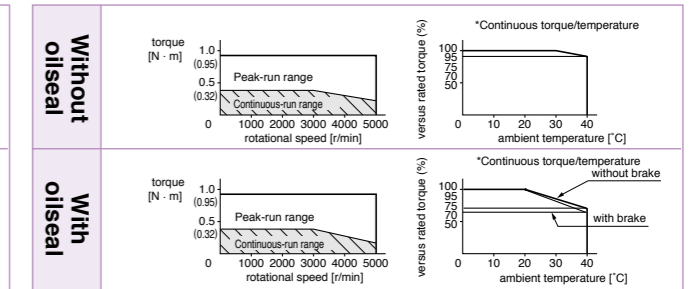 Without
oilseal
torque
[N · m]
1.0
(0.95)
0.5
(0.32)
0
Peak-run range
Continuous-run range
1000 2000 3000 4000 5000
rotational speed [r/min]
*Continuous torque/temperature
versus rated torque (%)
100
95
75
50
0 10 20 30 40
ambient temperature [˚C]
With
oilseal
torque
[N · m]
1.0
(0.95)
0.5
(0.32)
0
Peak-run range
Continuous-run range
1000 2000 3000 4000 5000
rotational speed [r/min]
*Continuous torque/temperature
without brake
versus rated torque (%)
100
95
75
70
50
with brake
0 10 20 30 40
ambient temperature [˚C]